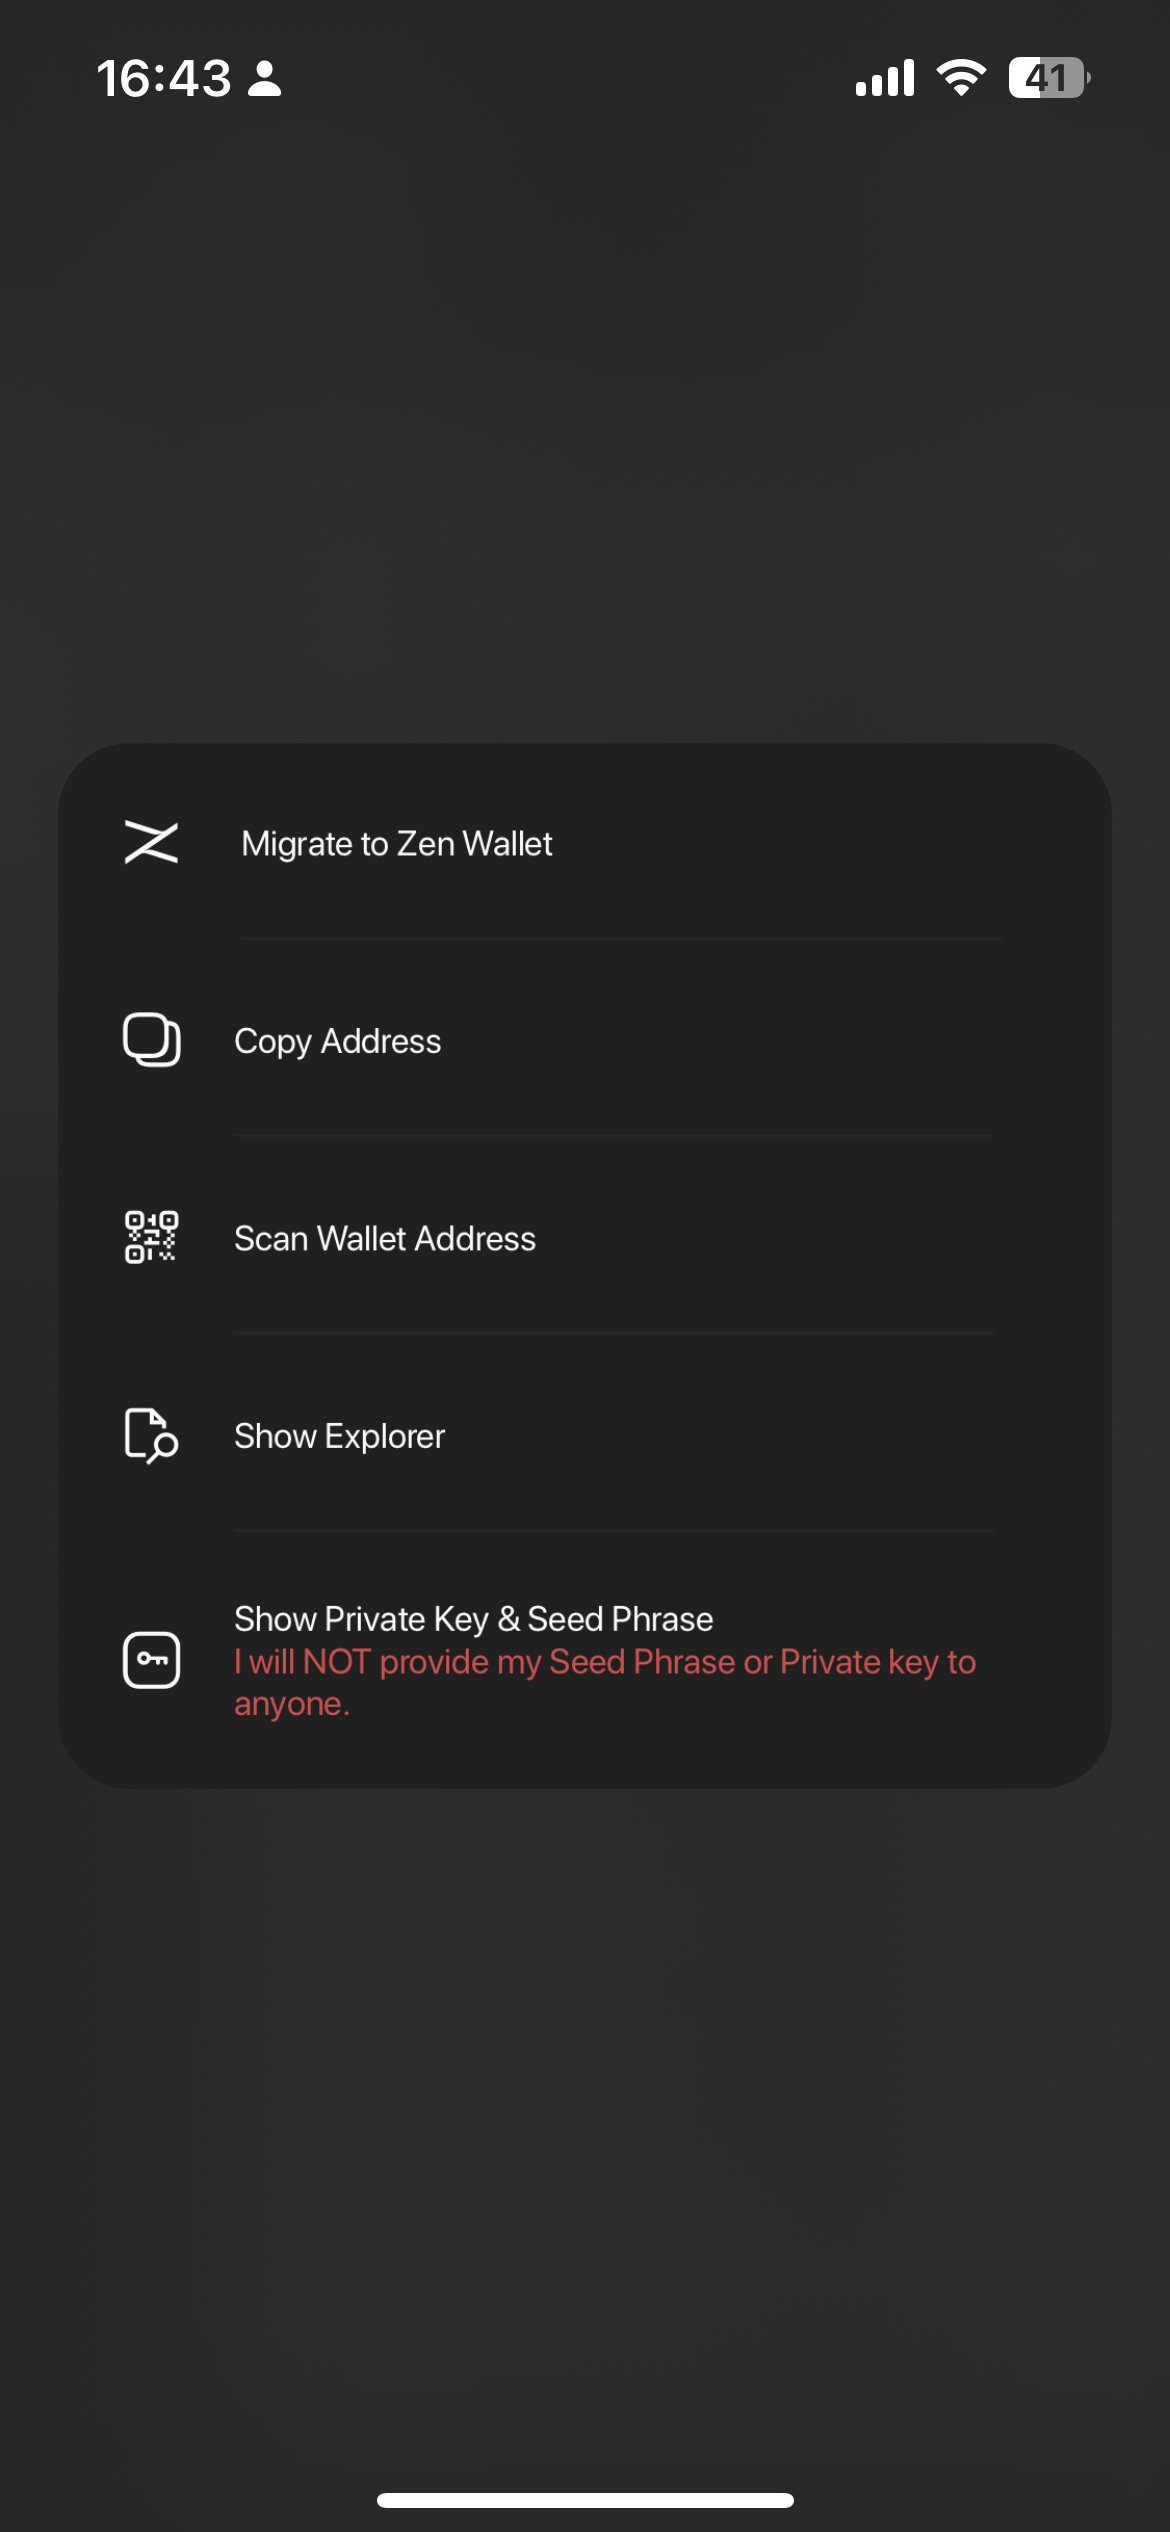 16:43
41
Migrate to Zen Wallet
Copy Address
Scan Wallet Address
Show Explorer
Show Private Key & Seed Phrase
I will NOT provide my Seed Phrase or Private key to
anyone.